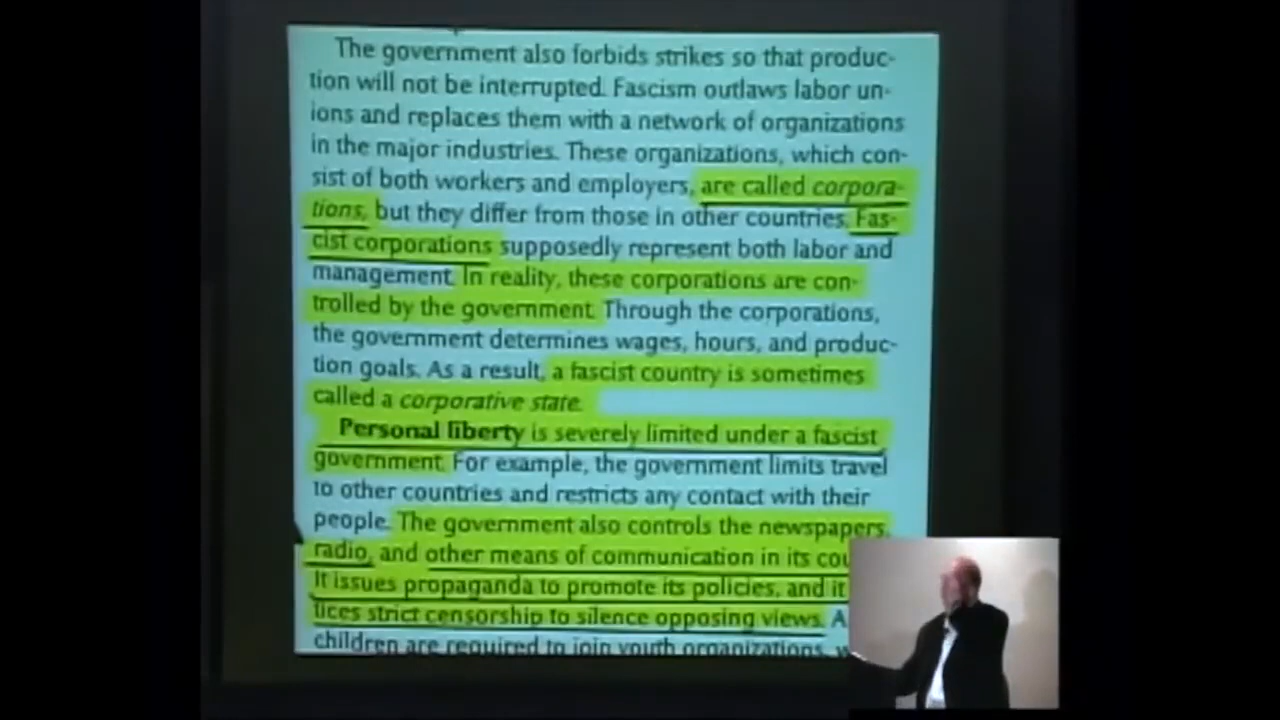 The government also forbids strikes so that produc-
tion will not be interrupted. Fascism outlaws labor un-
ions and replaces them with a network of organizations
in the major industries. These organizations, which con-
sist of both workers and employers, are called corpora-
tions, but they differ from those in other countries. Fas-
cist corporations supposedly represent both labor and
management. In reality, these corporations are con-
trolled by the government. Through the corporations,
the government determines wages, hours, and produc-
tion goals. As a result, a fascist country is sometimes
called a corporative state.
Personal liberty is severely limited under a fascist
government. For example, the government limits travel
to other countries and restricts any contact with their
people. The government also controls the newspapers,
radio, and other means of communication in its cou
It issues propaganda to promote its policies, and it
tices strict censorship to silence opposing views. A
children are required to join youth organizations, w